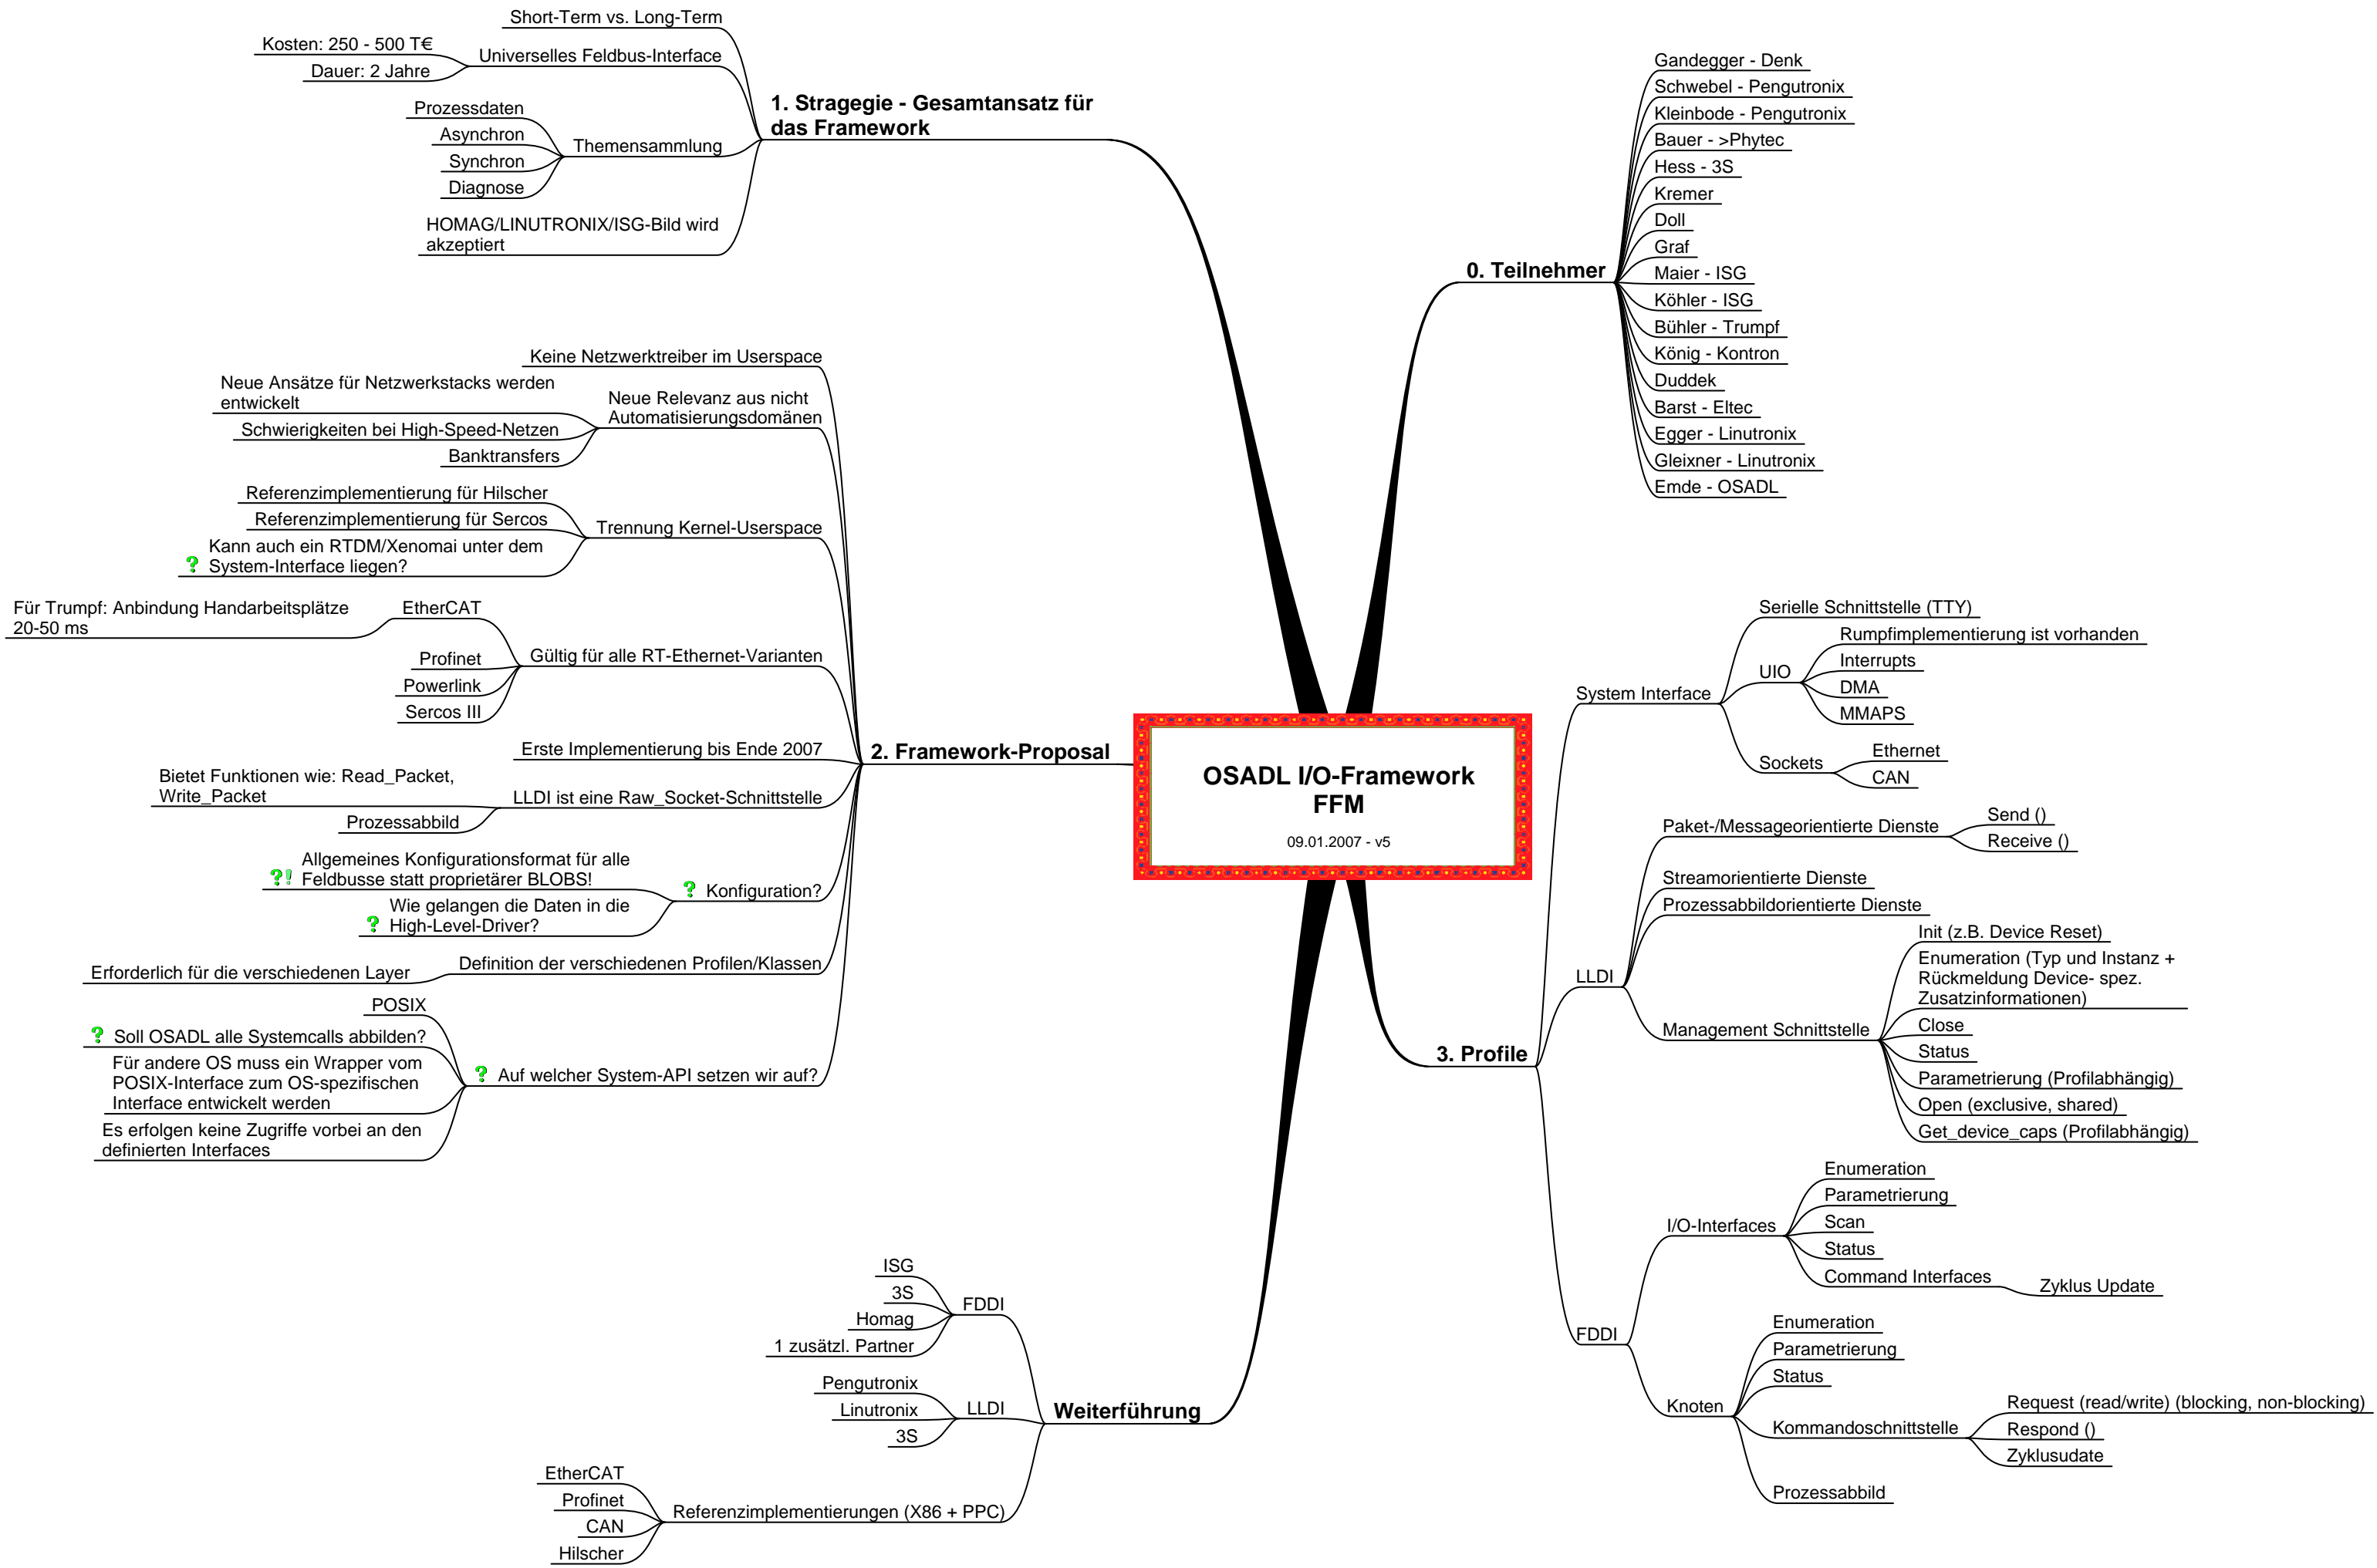 OSADL I/O-Framework
FFM
09.01.2007 - v5
0. Teilnehmer
Gandegger - Denk
Schwebel - Pengutronix
Kleinbode - Pengutronix
Bauer - >Phytec
Hess - 3S
Kremer
Doll
Graf
Maier - ISG
Köhler - ISG
Bühler - Trumpf
König - Kontron
Duddek
Barst - Eltec
Egger - Linutronix
Gleixner - Linutronix
Emde - OSADL
1. Stragegie - Gesamtansatz für
das Framework
Short-Term vs. Long-Term
Universelles Feldbus-Interface
Kosten: 250 - 500 T€
Dauer: 2 Jahre
Themensammlung
Prozessdaten
Asynchron
Synchron
Diagnose
HOMAG/LINUTRONIX/ISG-Bild wird
akzeptiert
2. Framework-Proposal
Keine Netzwerktreiber im Userspace
Neue Relevanz aus nicht
Automatisierungsdomänen
Neue Ansätze für Netzwerkstacks werden
entwickelt
Schwierigkeiten bei High-Speed-Netzen
Banktransfers
Trennung Kernel-Userspace
Referenzimplementierung für Hilscher
Referenzimplementierung für Sercos
Kann auch ein RTDM/Xenomai unter dem
? System-Interface liegen?
Gültig für alle RT-Ethernet-Varianten
EtherCAT
Für Trumpf: Anbindung Handarbeitsplätze
20-50 ms
Profinet
Powerlink
Sercos III
Erste Implementierung bis Ende 2007
LLDI ist eine Raw_Socket-Schnittstelle
Bietet Funktionen wie: Read_Packet,
Write_Packet
Prozessabbild
? Konfiguration?
Allgemeines Konfigurationsformat für alle
?! Feldbusse statt proprietärer BLOBS!
Wie gelangen die Daten in die
? High-Level-Driver?
Definition der verschiedenen Profilen/Klassen
Erforderlich für die verschiedenen Layer
? Auf welcher System-API setzen wir auf?
POSIX
? Soll OSADL alle Systemcalls abbilden?
Für andere OS muss ein Wrapper vom
POSIX-Interface zum OS-spezifischen
Interface entwickelt werden
Es erfolgen keine Zugriffe vorbei an den
definierten Interfaces
3. Profile
System Interface
Serielle Schnittstelle (TTY)
UIO
Rumpfimplementierung ist vorhanden
Interrupts
DMA
MMAPS
Sockets
Ethernet
CAN
LLDI
Paket-/Messageorientierte Dienste
Send ()
Receive ()
Streamorientierte Dienste
Prozessabbildorientierte Dienste
Management Schnittstelle
Init (z.B. Device Reset)
Enumeration (Typ und Instanz +
Rückmeldung Device- spez.
Zusatzinformationen)
Close
Status
Parametrierung (Profilabhängig)
Open (exclusive, shared)
Get_device_caps (Profilabhängig)
FDDI
I/O-Interfaces
Enumeration
Parametrierung
Scan
Status
Command Interfaces
Zyklus Update
Knoten
Enumeration
Parametrierung
Status
Kommandoschnittstelle
Request (read/write) (blocking, non-blocking)
Respond ()
Zyklusudate
Prozessabbild
Weiterführung
FDDI
ISG
3S
Homag
1 zusätzl. Partner
LLDI
Pengutronix
Linutronix
3S
Referenzimplementierungen (X86 + PPC)
EtherCAT
Profinet
CAN
Hilscher